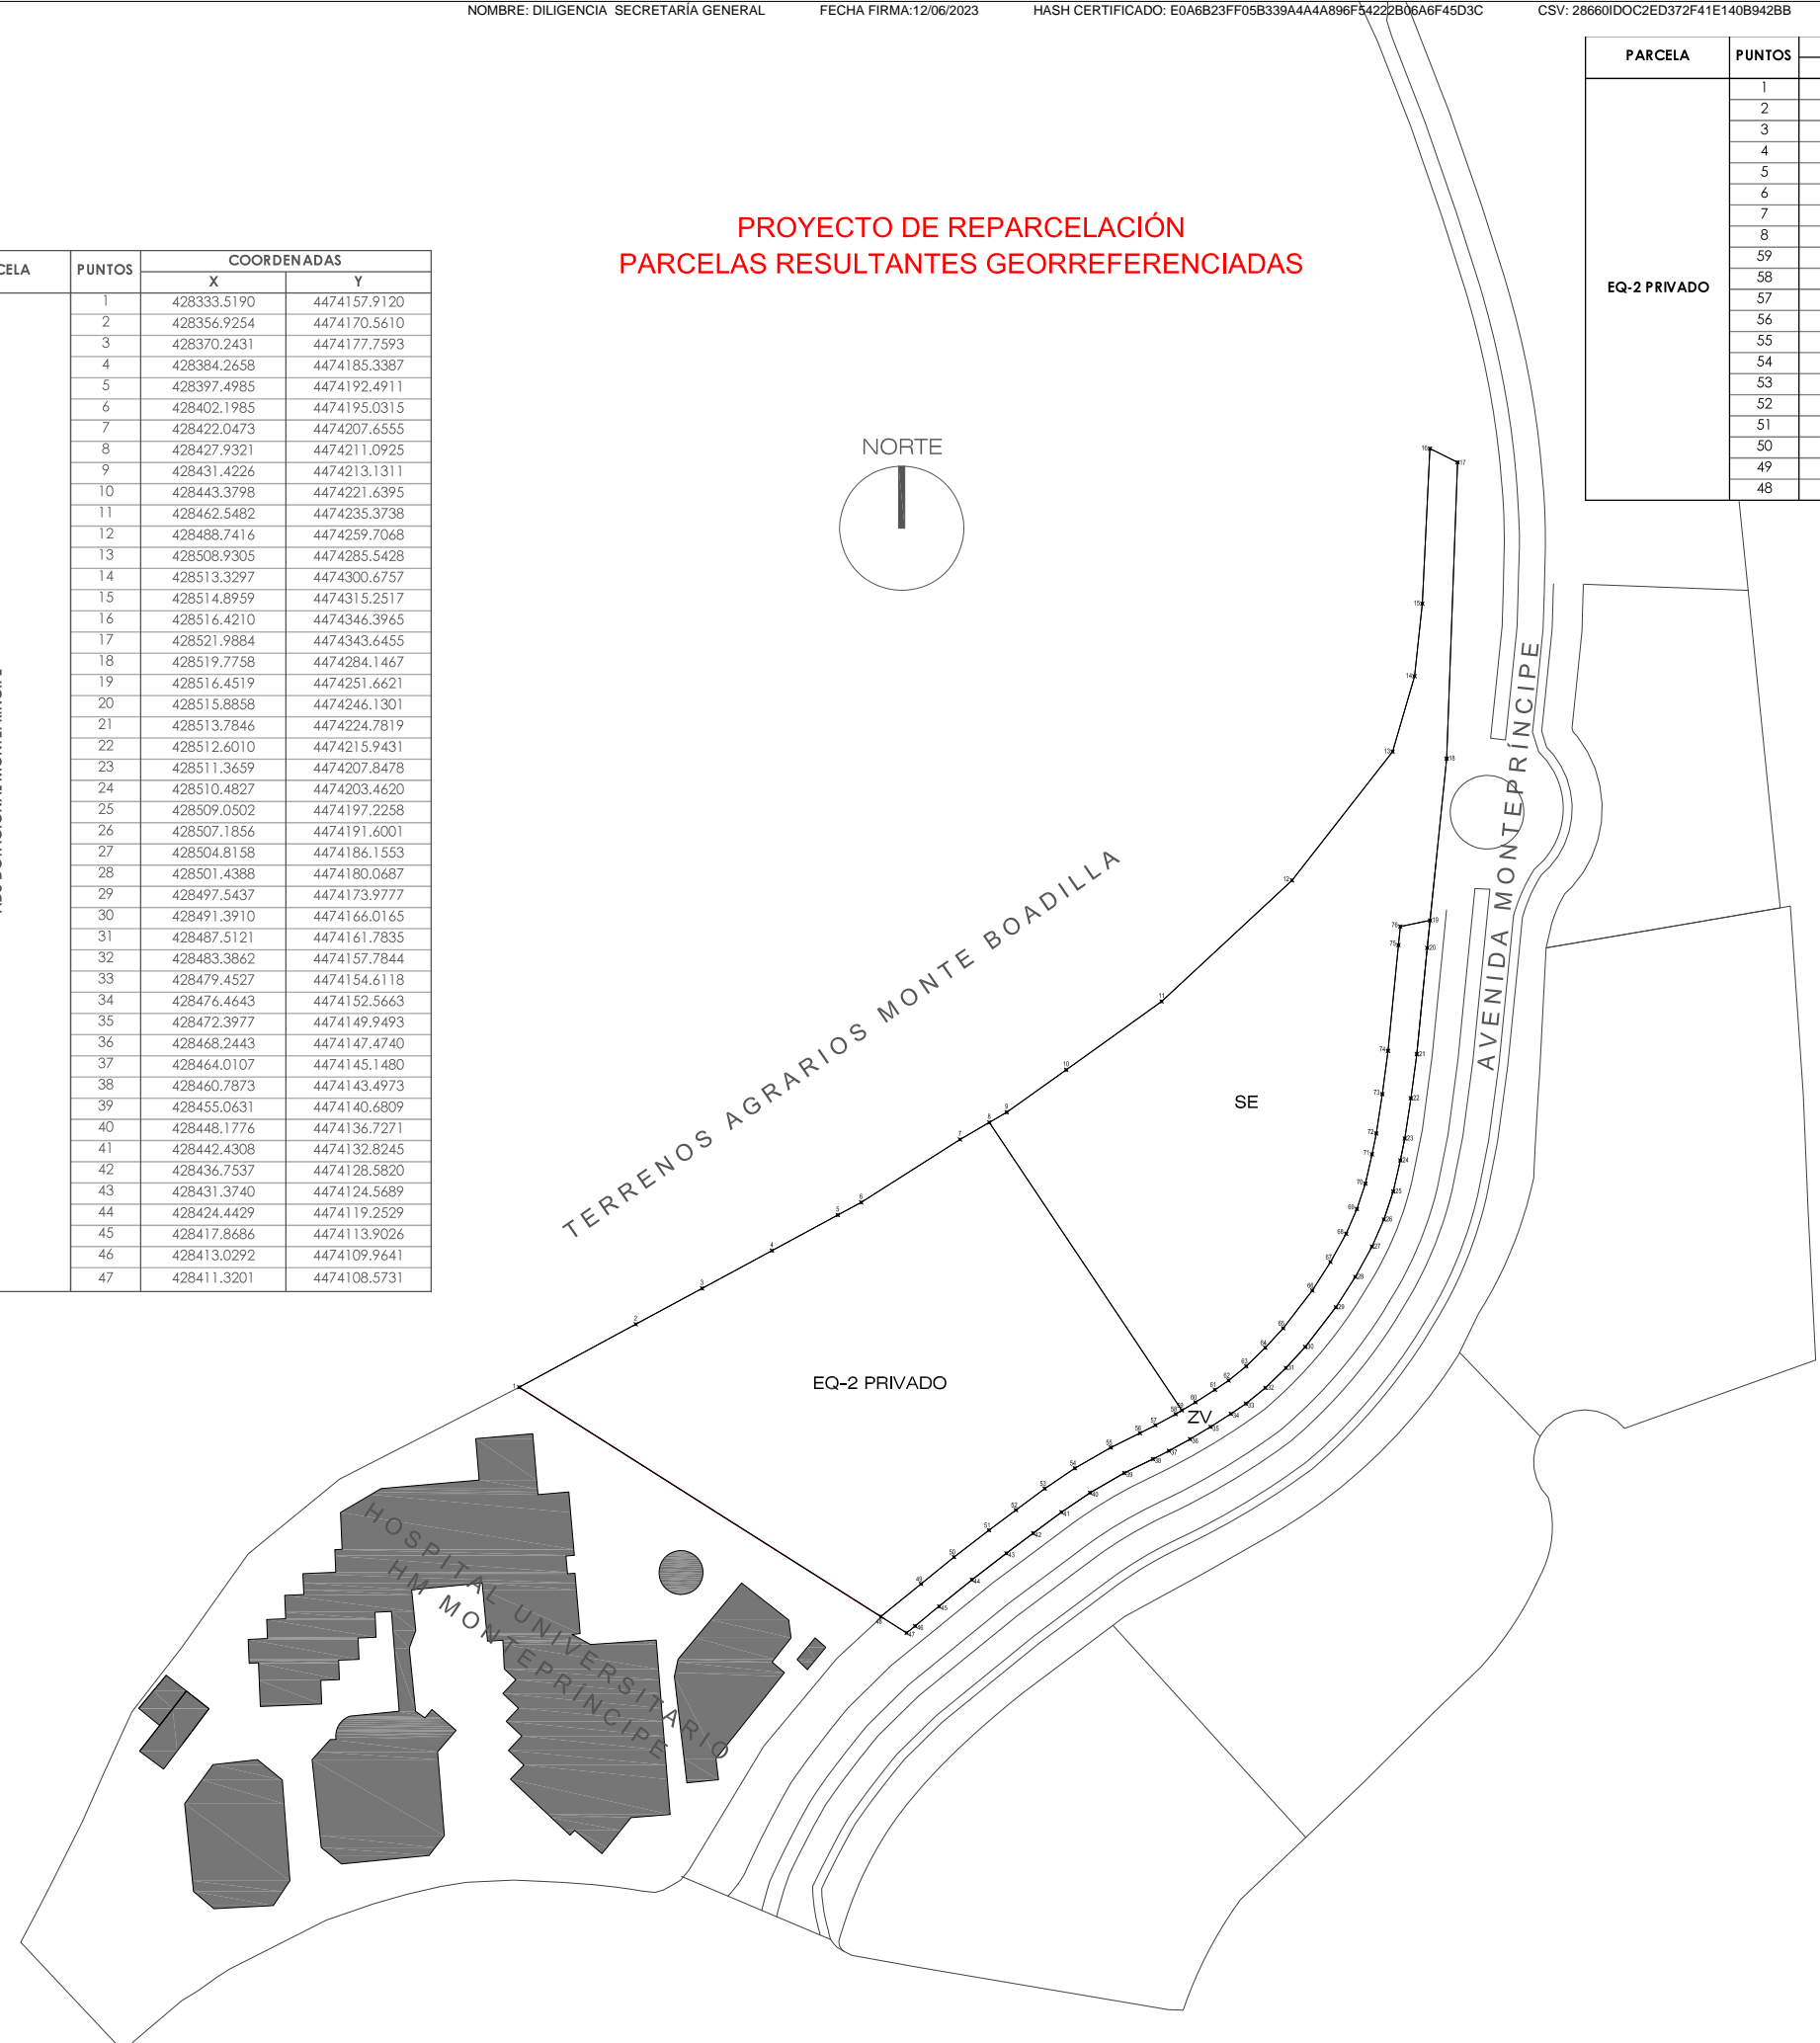 NOMBRE: DILIGENCIA SECRETARÍA GENERAL FECHA FIRMA:12/06/2023 HASH CERTIFICADO: E0A6B23FF05B339A4A4A896F54222B06A6F45D3C CSV: 28660IDOC2ED372F41E140B942BB
PROYECTO DE REPARCELACIÓN
PARCELAS RESULTANTES GEORREFERENCIADAS
CELA PUNTOS COORDENADAS
X Y
1 428333.5190 4474157.9120
2 428356.9254 4474170.5610
3 428370.2431 4474177.7593
4 428384.2658 4474185.3387
5 428397.4985 4474192.4911
6 428402.1985 4474195.0315
7 428422.0473 4474207.6555
8 428427.9321 4474211.0925
9 428431.4226 4474213.1311
10 428443.3798 4474221.6395
11 428462.5482 4474235.3738
12 428488.7416 4474259.7068
13 428508.9305 4474285.5428
14 428513.3297 4474300.6757
15 428514.8959 4474315.2517
16 428516.4210 4474346.3965
17 428521.9884 4474343.6455
18 428519.7758 4474284.1467
19 428516.4519 4474251.6621
20 428515.8858 4474246.1301
21 428513.7846 4474224.7819
22 428512.6010 4474215.9431
23 428511.3659 4474207.8478
24 428510.4827 4474203.4620
25 428509.0502 4474197.2258
26 428507.1856 4474191.6001
27 428504.8158 4474186.1553
28 428501.4388 4474180.0687
29 428497.5437 4474173.9777
30 428491.3910 4474166.0165
31 428487.5121 4474161.7835
32 428483.3862 4474157.7844
33 428479.4527 4474154.6118
34 428476.4643 4474152.5663
35 428472.3977 4474149.9493
36 428468.2443 4474147.4740
37 428464.0107 4474145.1480
38 428460.7873 4474143.4973
39 428455.0631 4474140.6809
40 428448.1776 4474136.7271
41 428442.4308 4474132.8245
42 428436.7537 4474128.5820
43 428431.3740 4474124.5689
44 428424.4429 4474119.2529
45 428417.8686 4474113.9026
46 428413.0292 4474109.9641
47 428411.3201 4474108.5731
PARCELA PUNTOS
EQ-2 PRIVADO
1
2
3
4
5
6
7
8
59
58
57
56
55
54
53
52
51
50
49
48
NORTE
TERRENOS AGRARIOS MONTE BOADILLA
AVENIDA MONTEPRÍNCIPE
SE
EQ-2 PRIVADO
ZV
HOSPITAL UNIVERSITARIO
HM MONTEPRÍNCIPE